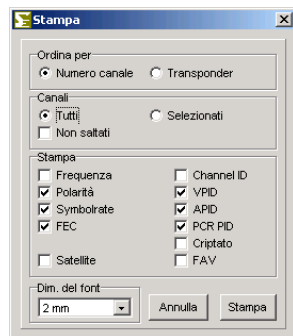 Stampa
Ordina per
Numero canale Transponder
Canali
Tutti Selezionati
Non saltati
Stampa
Frequenza Channel ID
Polarità VPID
Symbolrate APID
FEC PCR PID
Criptato
Satellite FAV
Dim. del font
2 mm Annulla Stampa